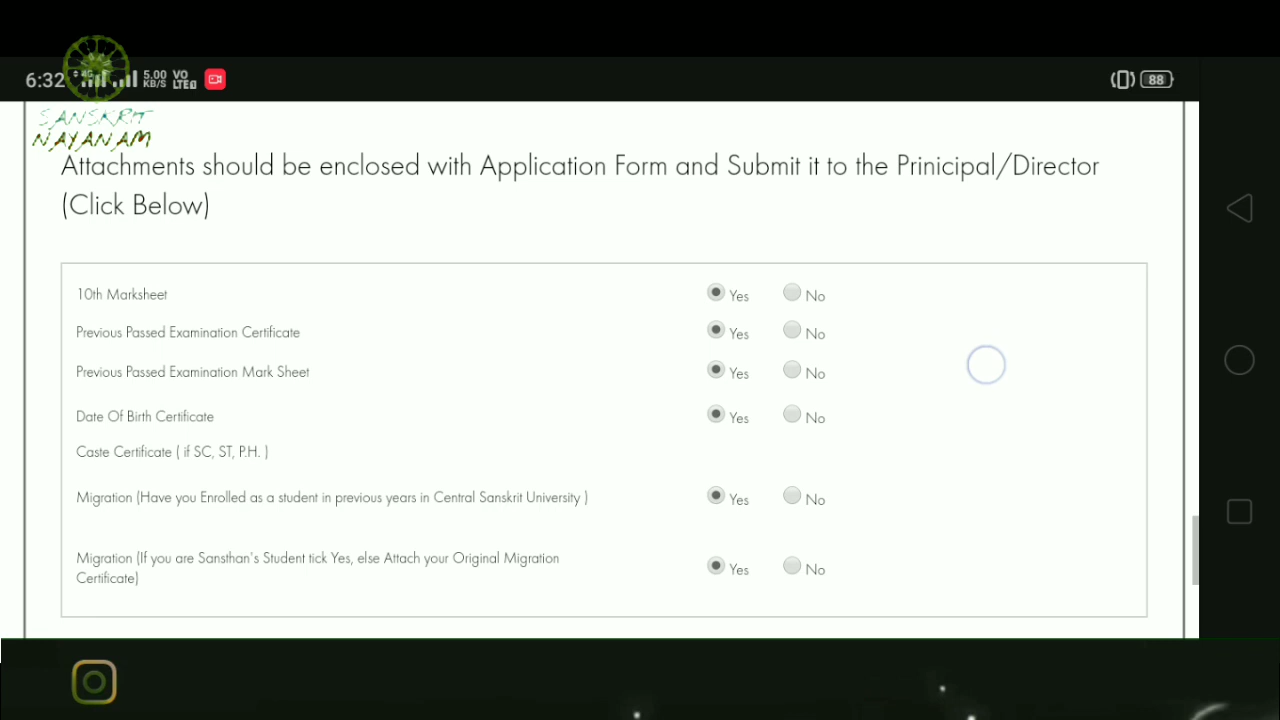 6:32 4G 5.00 KB/S VO LTE 88
SANSKRIT
NAYANAM
Attachments should be enclosed with Application Form and Submit it to the Prinicipal/Director
(Click Below)
10th Marksheet Yes No
Previous Passed Examination Certificate Yes No
Previous Passed Examination Mark Sheet Yes No
Date Of Birth Certificate Yes No
Caste Certificate ( if SC, ST, P.H. )
Migration (Have you Enrolled as a student in previous years in Central Sanskrit University ) Yes No
Migration (If you are Sansthan's Student tick Yes, else Attach your Original Migration
Certificate) Yes No